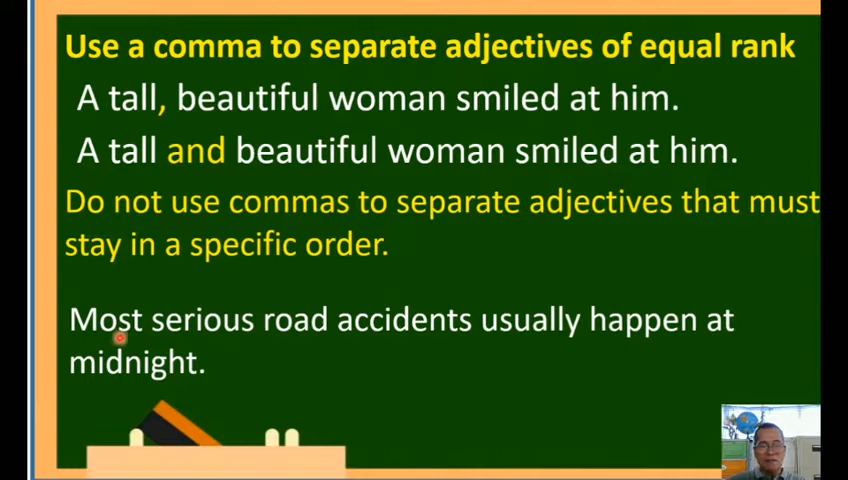 Use a comma to separate adjectives of equal rank
A tall, beautiful woman smiled at him.
A tall and beautiful woman smiled at him.
Do not use commas to separate adjectives that must
stay in a specific order.
Most serious road accidents usually happen at
midnight.